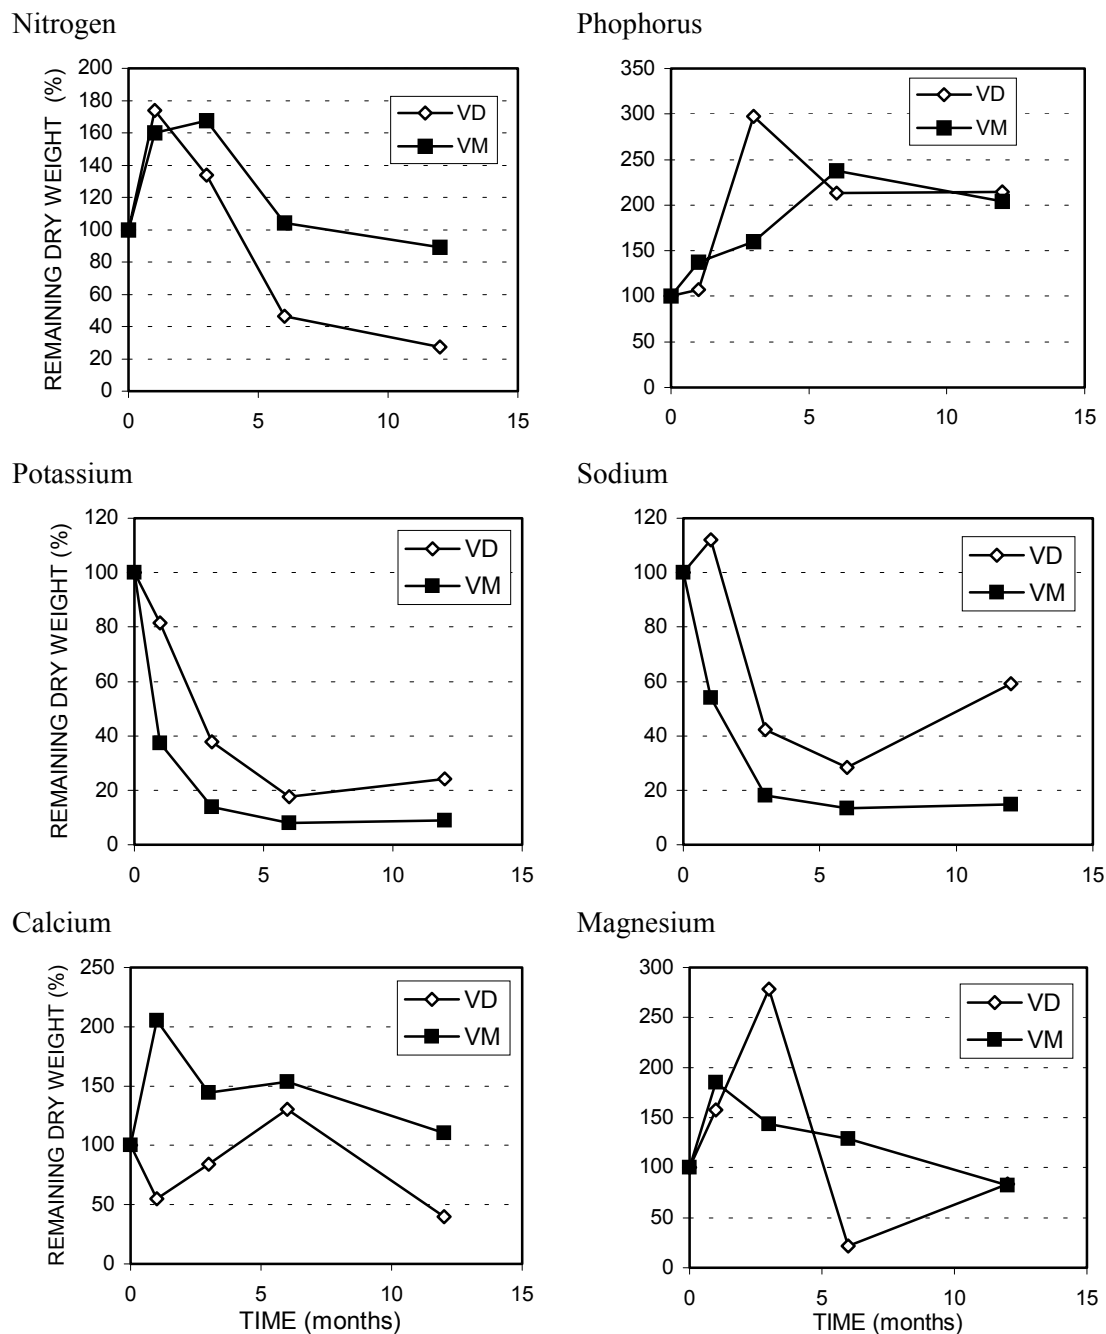 Nitrogen
REMAINING DRY WEIGHT (%)
200
180
160
140
120
100
80
60
40
20
0
0 5 10 15
VD
VM
Phophorus
350
300
250
200
150
100
50
0
0 5 10 15
VD
VM
Potassium
REMAINING DRY WEIGHT (%)
120
100
80
60
40
20
0
0 5 10 15
VD
VM
Sodium
120
100
80
60
40
20
0
0 5 10 15
VD
VM
Calcium
REMAINING DRY WEIGHT (%)
250
200
150
100
50
0
0 5 10 15
TIME (months)
VD
VM
Magnesium
300
250
200
150
100
50
0
0 5 10 15
TIME (months)
VD
VM